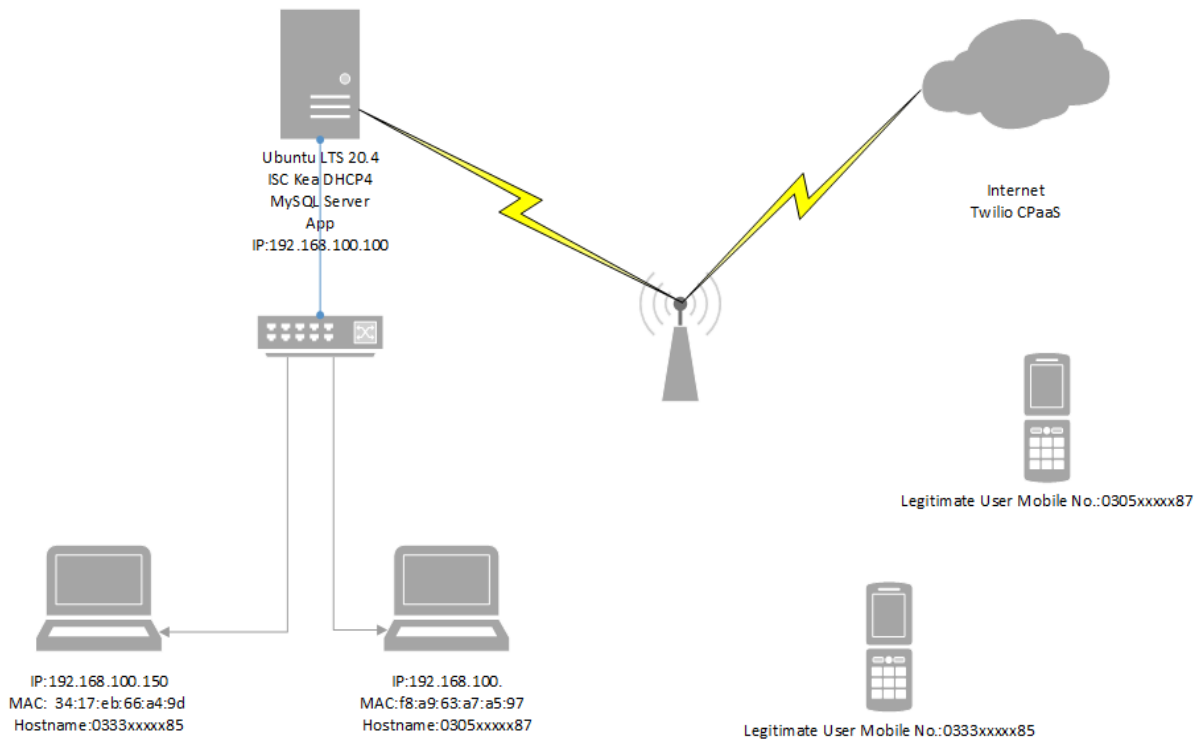 Ubuntu LTS 20.4
ISC Kea DHCP4
MySQL Server
App
IP:192.168.100.100
Internet
Twilio CPaaS
Legitimate User Mobile No.:0305xxxxx87
IP:192.168.100.150
MAC: 34:17:eb:66:a4:9d
Hostname:0333xxxxx85
IP:192.168.100.
MAC:f8:a9:63:a7:a5:97
Hostname:0305xxxxx87
Legitimate User Mobile No.:0333xxxxx85